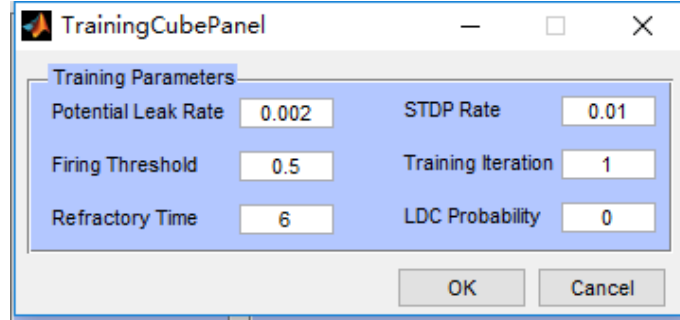 TrainingCubePanel
Training Parameters
Potential Leak Rate 0.002 STDP Rate 0.01
Firing Threshold 0.5 Training Iteration 1
Refractory Time 6 LDC Probability 0
OK Cancel